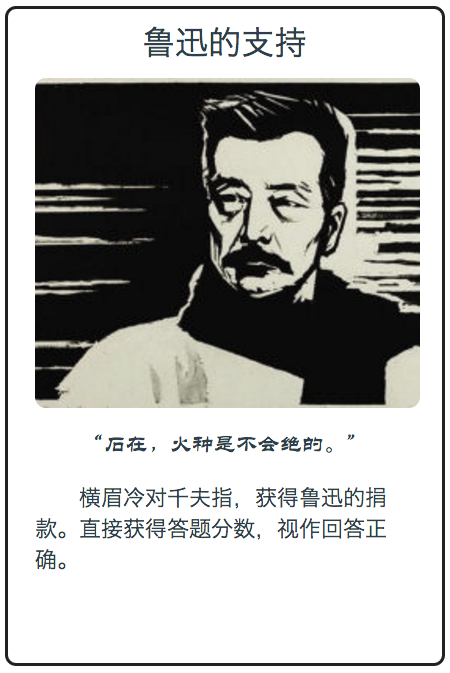 鲁迅的支持
“石在，火种是不会绝的。”
横眉冷对千夫指，获得鲁迅的捐
款。直接获得答题分数，视作回答正
确。